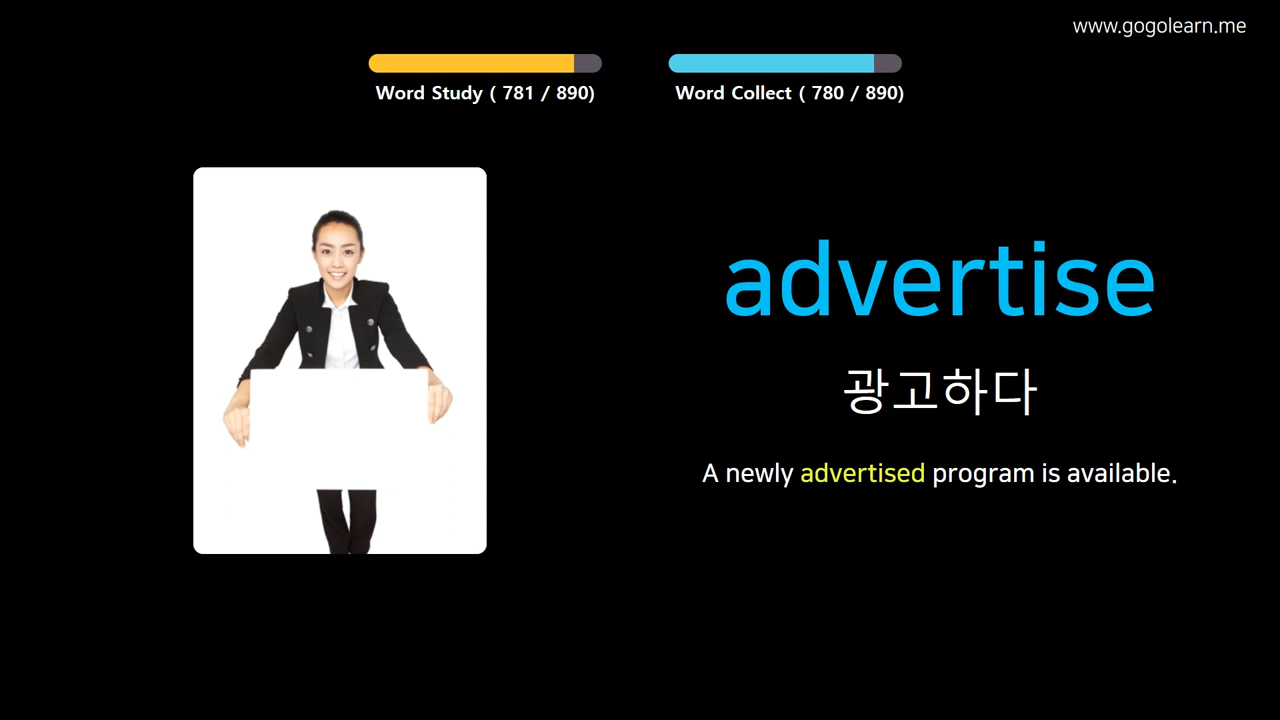 www.gogolearn.me
Word Study ( 781 / 890)
Word Collect ( 780 / 890)
advertise
광고하다
A newly advertised program is available.